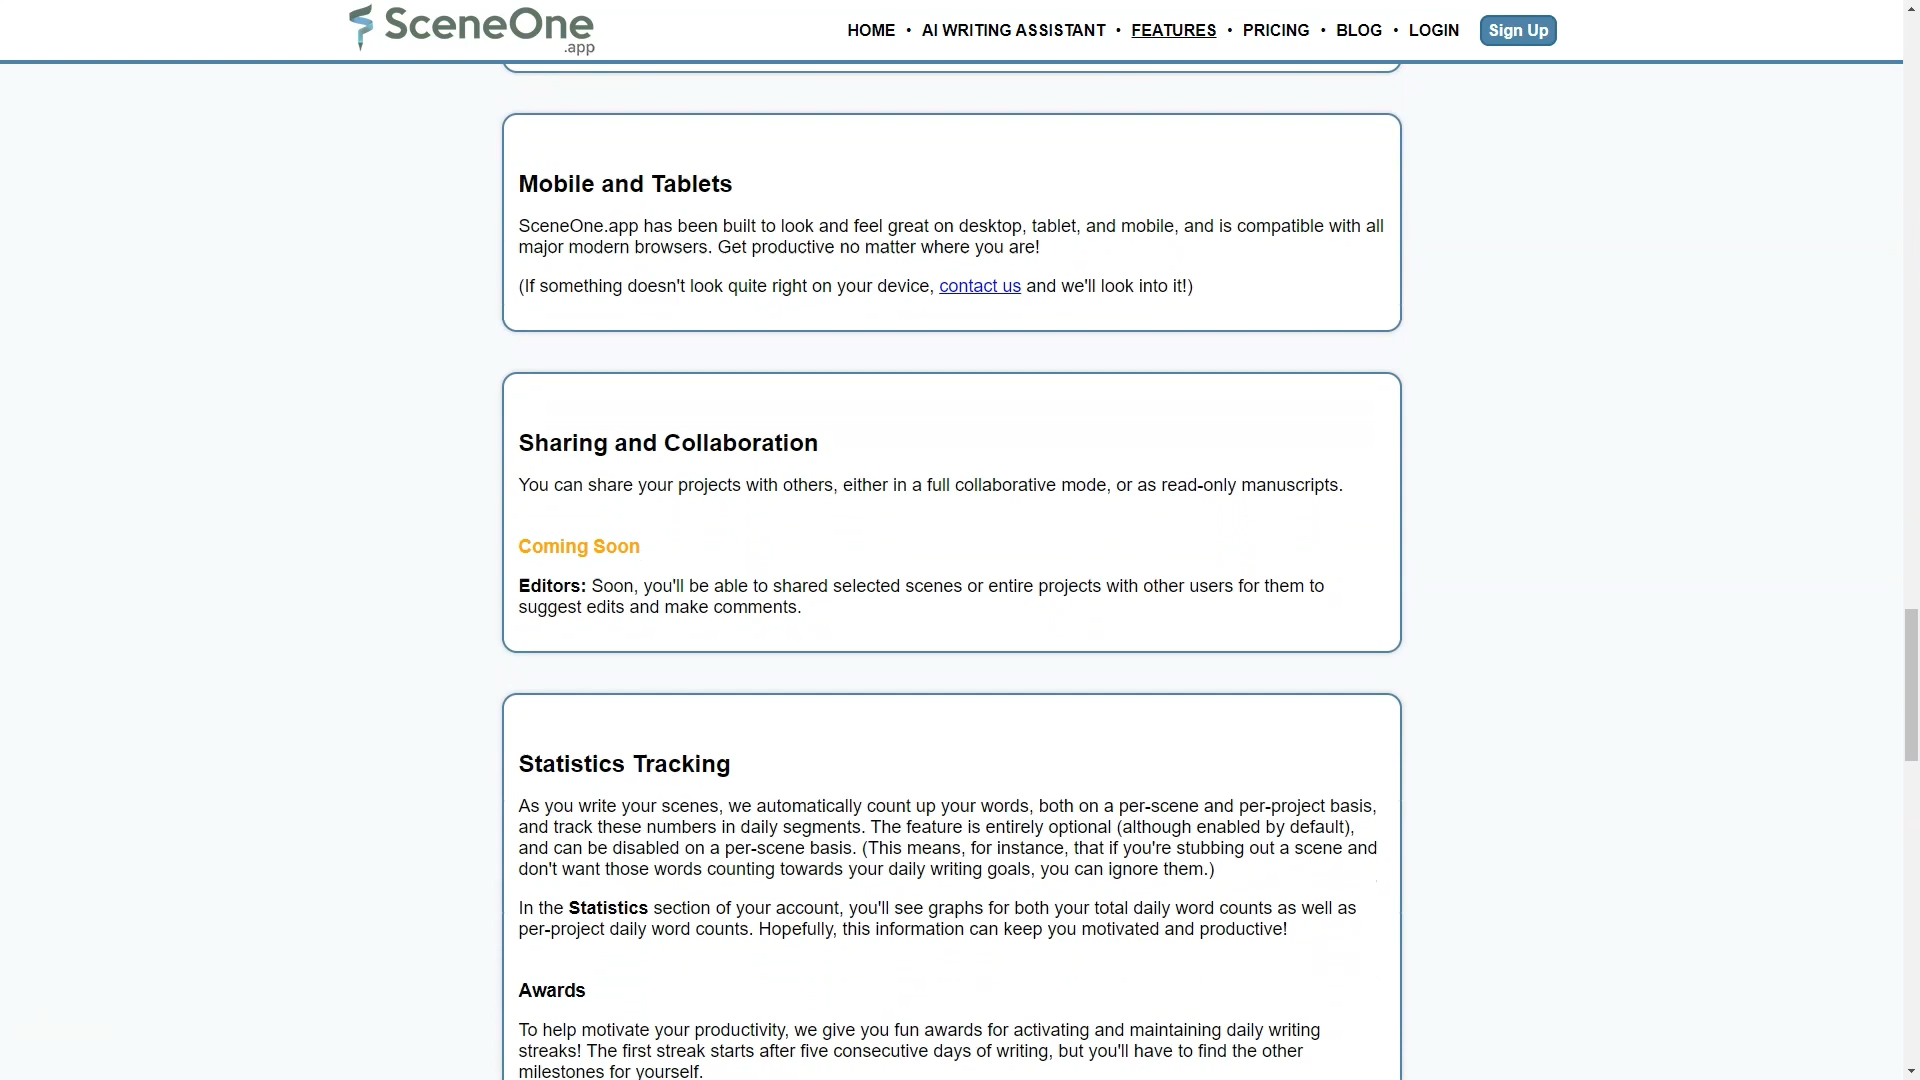 SceneOne
.app
HOME • AI WRITING ASSISTANT • FEATURES • PRICING • BLOG • LOGIN Sign Up
Mobile and Tablets
SceneOne.app has been built to look and feel great on desktop, tablet, and mobile, and is compatible with all
major modern browsers. Get productive no matter where you are!
(If something doesn't look quite right on your device, contact us and we'll look into it!)
Sharing and Collaboration
You can share your projects with others, either in a full collaborative mode, or as read-only manuscripts.
Coming Soon
Editors: Soon, you'll be able to shared selected scenes or entire projects with other users for them to
suggest edits and make comments.
Statistics Tracking
As you write your scenes, we automatically count up your words, both on a per-scene and per-project basis,
and track these numbers in daily segments. The feature is entirely optional (although enabled by default),
and can be disabled on a per-scene basis. (This means, for instance, that if you're stubbing out a scene and
don't want those words counting towards your daily writing goals, you can ignore them.)
In the Statistics section of your account, you'll see graphs for both your total daily word counts as well as
per-project daily word counts. Hopefully, this information can keep you motivated and productive!
Awards
To help motivate your productivity, we give you fun awards for activating and maintaining daily writing
streaks! The first streak starts after five consecutive days of writing, but you'll have to find the other
milestones for yourself.